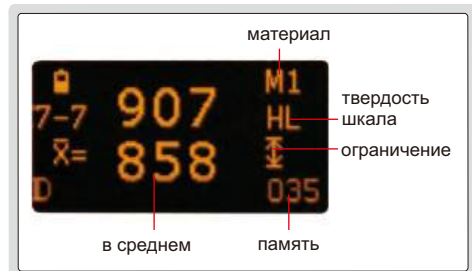 материал
M1
7-7 907 HL
твердость
шкала
x̄= 858
ограничение
D 035
в среднем
память